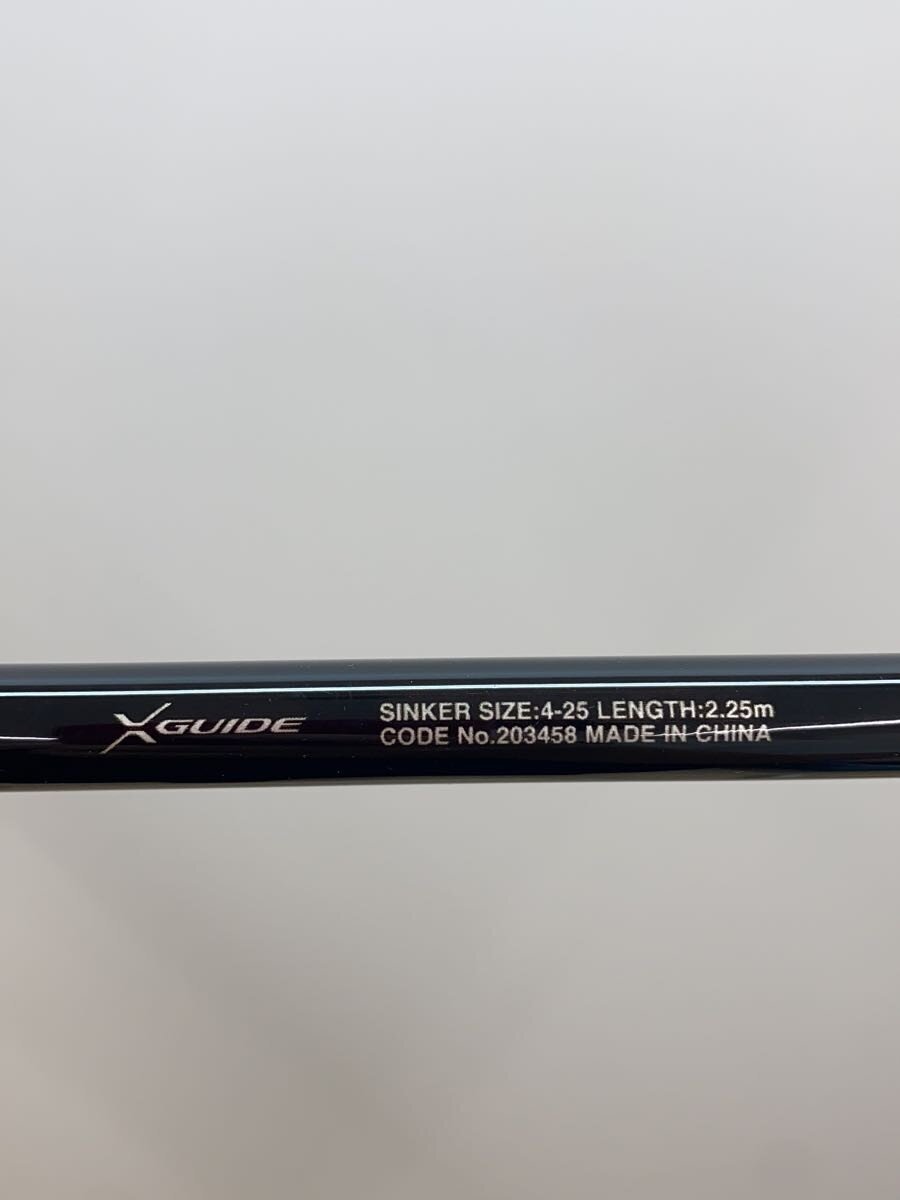 XGUIDE
SINKER SIZE:4-25 LENGTH:2.25m
CODE No.203458 MADE IN CHINA